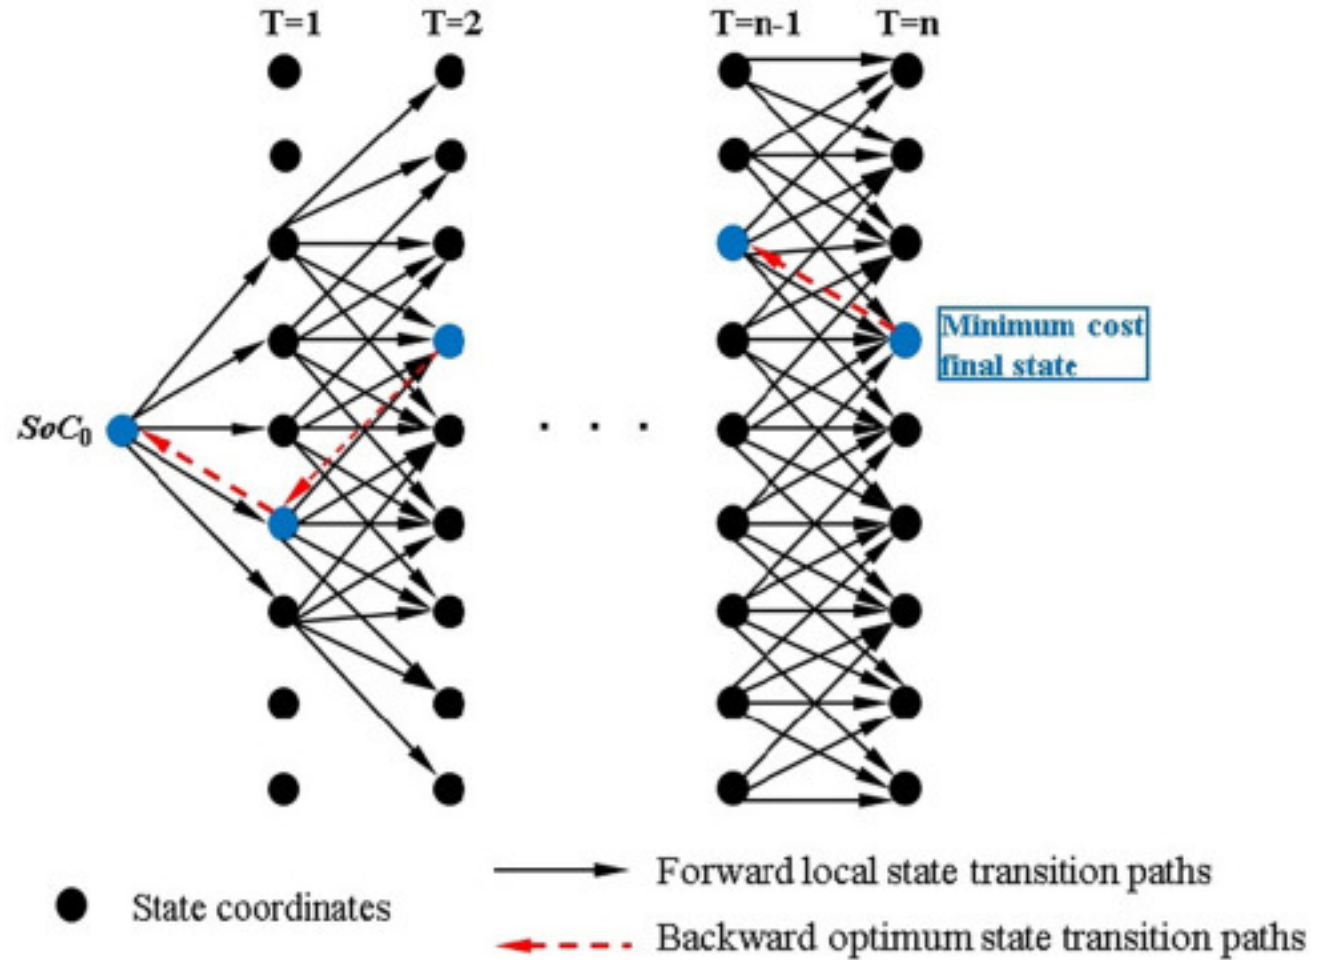 T=1 T=2 T=n-1 T=n
Minimum cost
final state
SoC₀
. . .
Forward local state transition paths
State coordinates
Backward optimum state transition paths